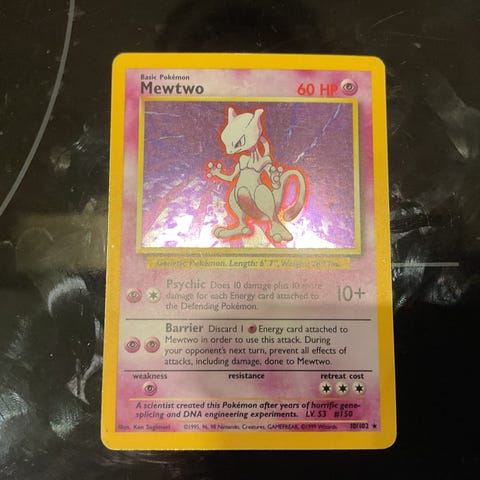 Basic Pokémon
Mewtwo 60 HP
Genetic Pokémon. Length: 6' 7", Weight:
Psychic Does 10 damage plus 10 more
damage for each Energy card attached to
the Defending Pokémon.
10+
Barrier Discard 1 Energy card attached to
Mewtwo in order to use this attack. During
your opponent's next turn, prevent all effects of
attacks, including damage, done to Mewtwo.
weakness resistance retreat cost
A scientist created this Pokémon after years of horrific gene-
splicing and DNA engineering experiments. LV. 53 #150
Illus. Ken Sugimori ©1995, 96, 98 Nintendo, Creatures, GAMEFREAK. ©1999 Wizards. 10/102